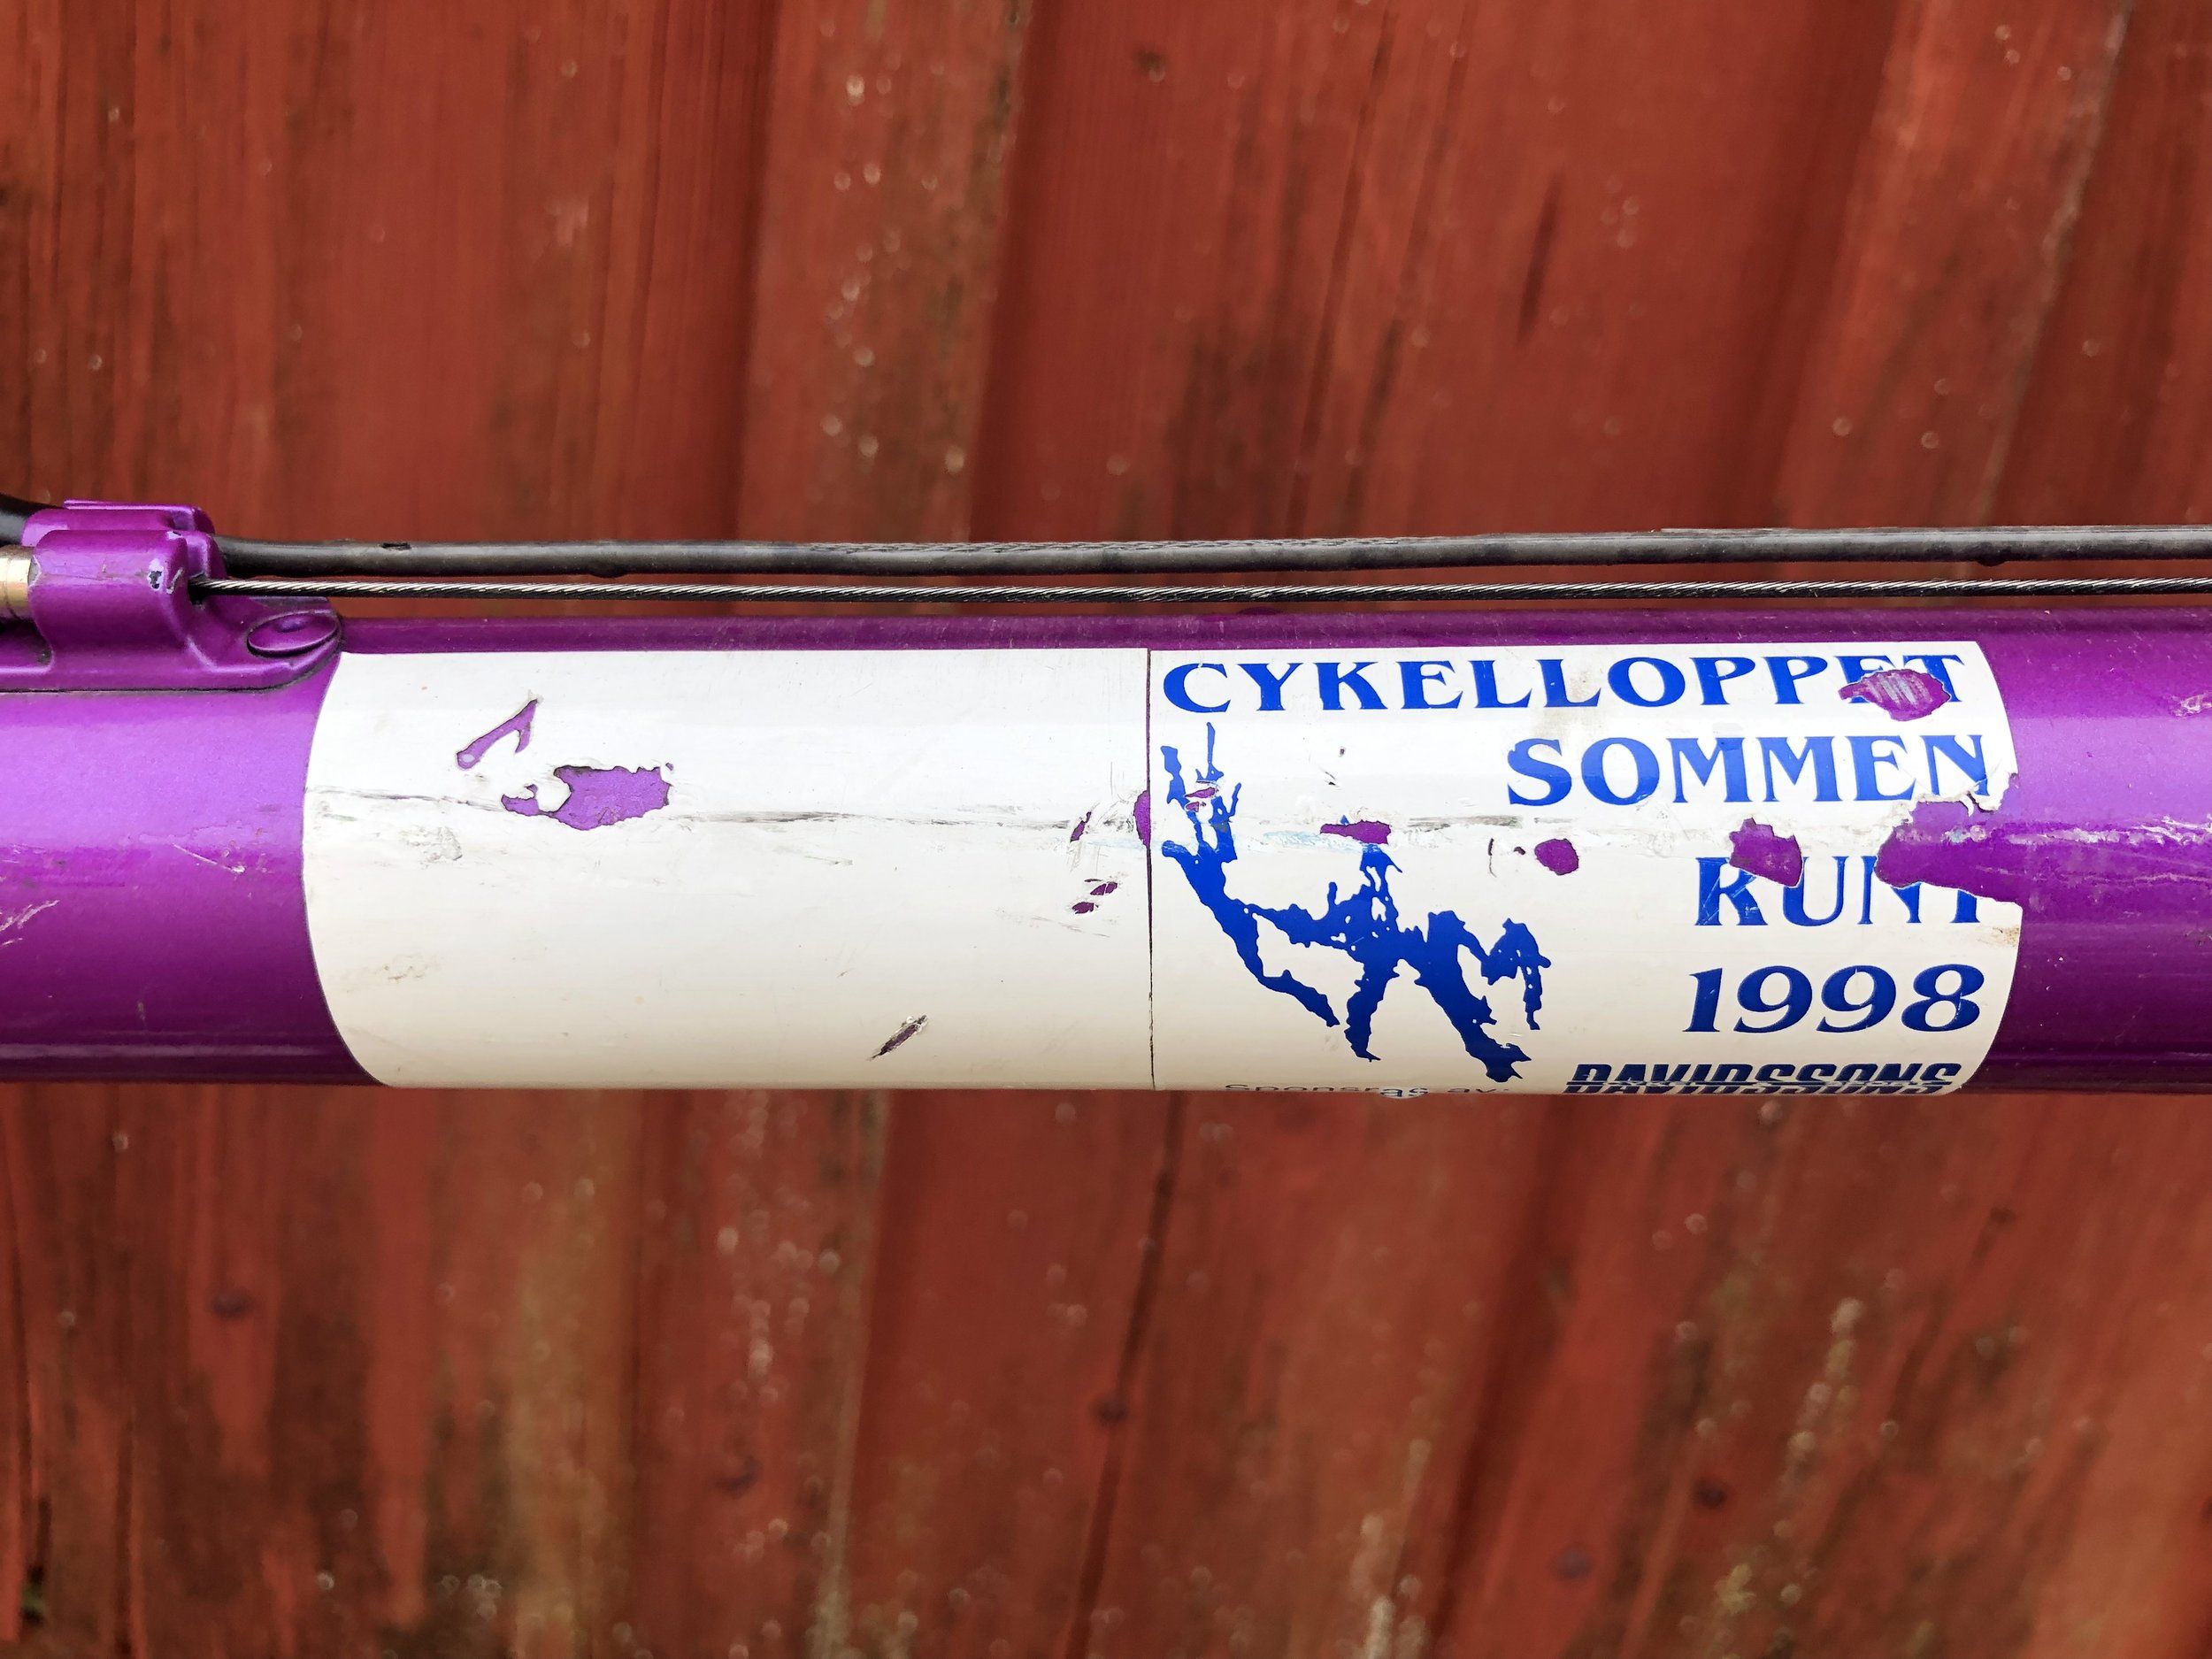 CYKELLOPPET
SOMMEN
RUNT
1998
Sponsras av:
DAVIDSSONS